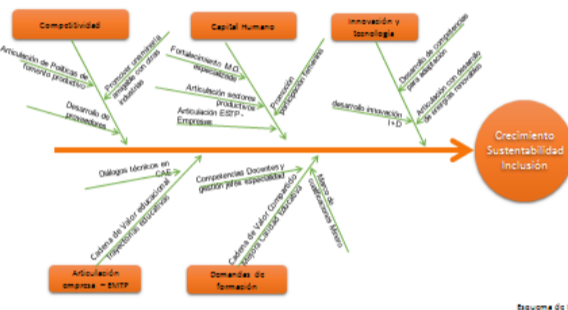 Competitividad
Capital Humano
Innovación y
tecnología
Articulación de Políticas de
fomento productivo
Promover una minería
amigable con otras
industrias
Desarrollo de
proveedores
Fortalecimiento M.O.
especializada
Articulación sectores
productivos
Articulación ESTP -
Empresas
Promoción
participación femenina
Desarrollo de competencias
para adaptación
Articulación con desarrollo
de energías renovables
desarrollo innovación
I+D
Crecimiento
Sustentabilidad
Inclusión
Diálogos técnicos en
CAE
Cadena de Valor educacional
Trayectorias educativas
Competencias Docentes y
gestión jefes especialidad
Cadena de Valor Compartido
Mejora Calidad Educativa
Marco de
cualificaciones Minero
Articulación
empresa – EMTP
Demandas de
formación
Esquema de